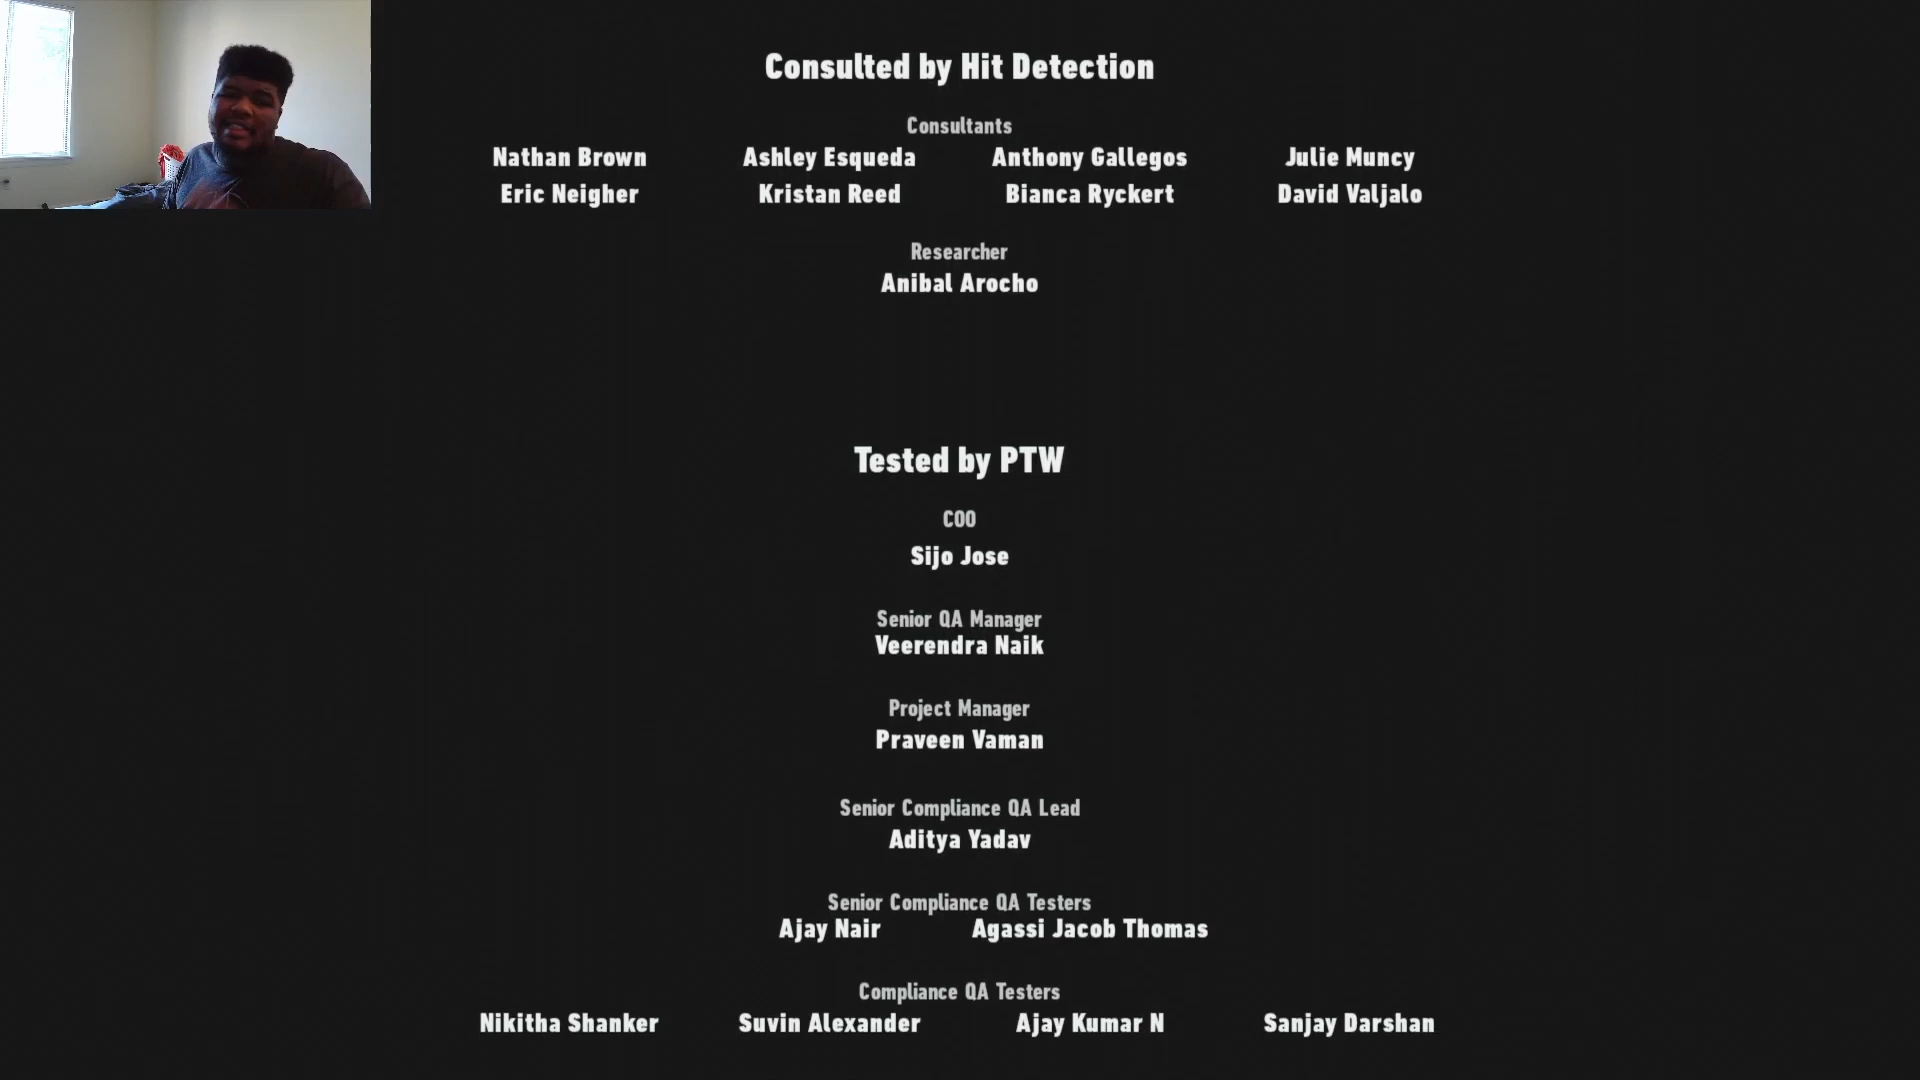 Consulted by Hit Detection
Consultants
Nathan Brown Ashley Esqueda Anthony Gallegos Julie Muncy
Eric Neigher Kristan Reed Bianca Ryckert David Valjalo
Researcher
Anibal Arocho
Tested by PTW
COO
Sijo Jose
Senior QA Manager
Veerendra Naik
Project Manager
Praveen Vaman
Senior Compliance QA Lead
Aditya Yadav
Senior Compliance QA Testers
Ajay Nair Agassi Jacob Thomas
Compliance QA Testers
Nikitha Shanker Suvin Alexander Ajay Kumar N Sanjay Darshan